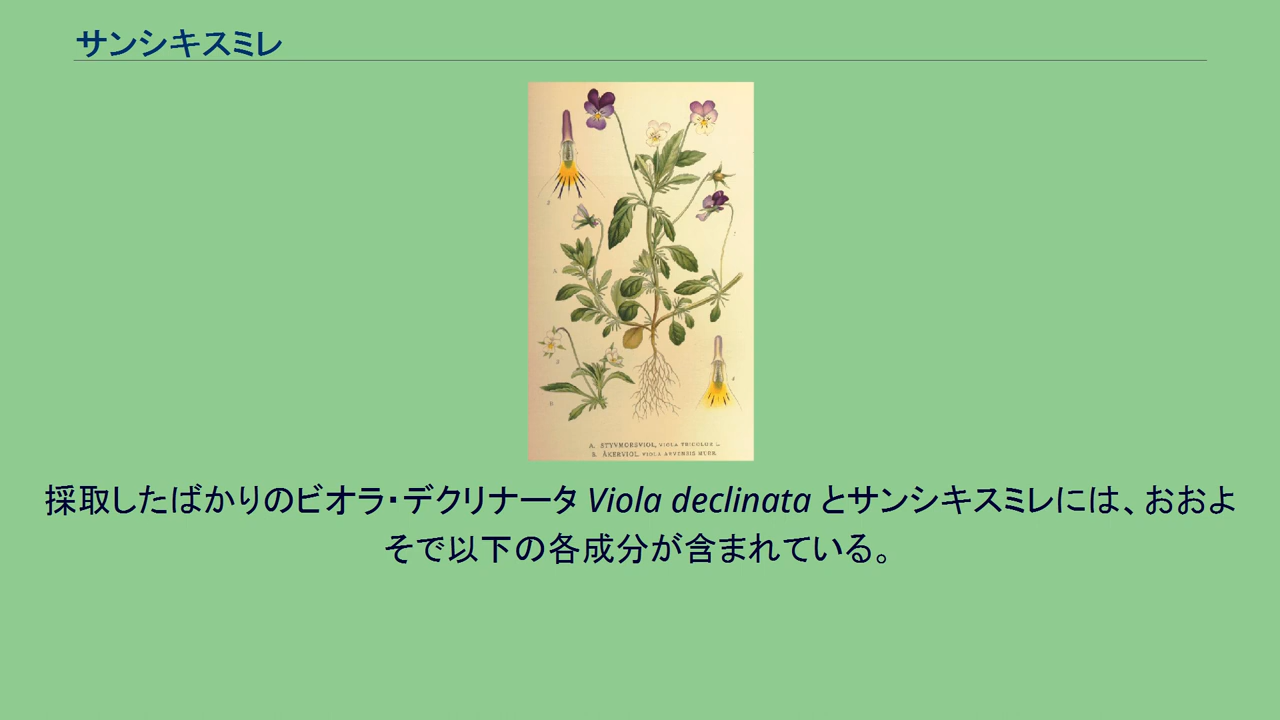 サンシキスミレ
A. STYVMORSVIOL, VIOLA TRICOLOR L.
B. ÅKERVIOL, VIOLA ARVENSIS MURR.
採取したばかりのビオラ・デクリナータ Viola declinata とサンシキスミレには、おおよ
そで以下の各成分が含まれている。